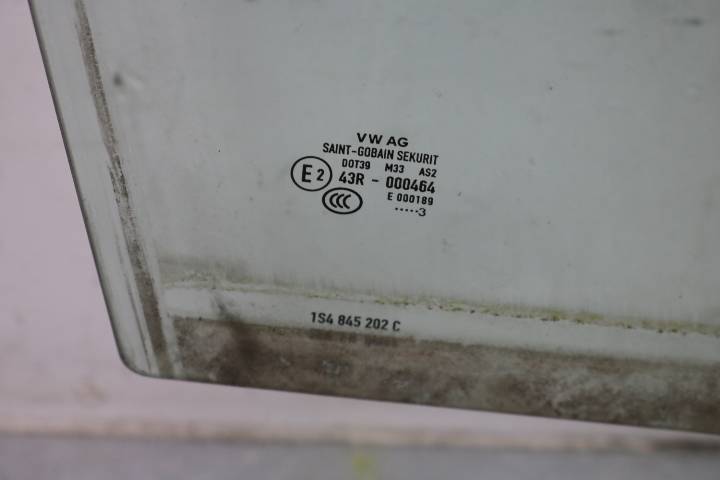 VW AG
SAINT-GOBAIN SEKURIT
DOT39 M33 AS2
E2 43R - 000464
E 000189
CCC
.....3
1S4 845 202 C